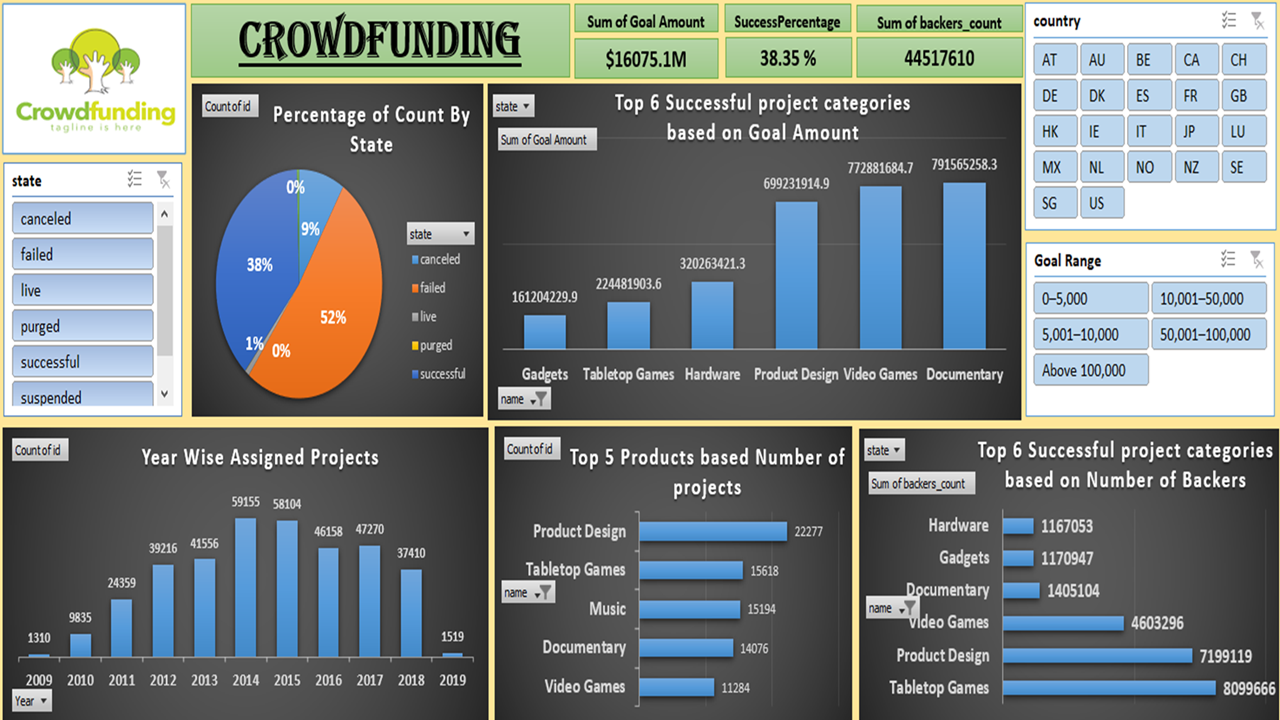 Crowdfunding
tagline is here
CROWDFUNDING
Sum of Goal Amount
$16075.1M
SuccessPercentage
38.35 %
Sum of backers_count
44517610
country
AT AU BE CA CH
DE DK ES FR GB
HK IE IT JP LU
MX NL NO NZ SE
SG US
state
canceled
failed
live
purged
successful
suspended
Count of id
Percentage of Count By
State
0%
9%
38%
52%
1%
0%
state
canceled
failed
live
purged
successful
state
Top 6 Successful project categories
based on Goal Amount
Sum of Goal Amount
161204229.9
224481903.6
320263421.3
699231914.9
772881684.7
791565258.3
Gadgets Tabletop Games Hardware Product Design Video Games Documentary
name
Goal Range
0–5,000 10,001–50,000
5,001–10,000 50,001–100,000
Above 100,000
Count of id
Year Wise Assigned Projects
1310
9835
24359
39216
41556
59155
58104
46158
47270
37410
1519
2009 2010 2011 2012 2013 2014 2015 2016 2017 2018 2019
Year
Count of id
Top 5 Products based Number of
projects
Product Design 22277
Tabletop Games 15618
name
Music 15194
Documentary 14076
Video Games 11284
state
Top 6 Successful project categories
based on Number of Backers
Sum of backers_count
Hardware 1167053
Gadgets 1170947
Documentary 1405104
name
Video Games 4603296
Product Design 7199119
Tabletop Games 8099666